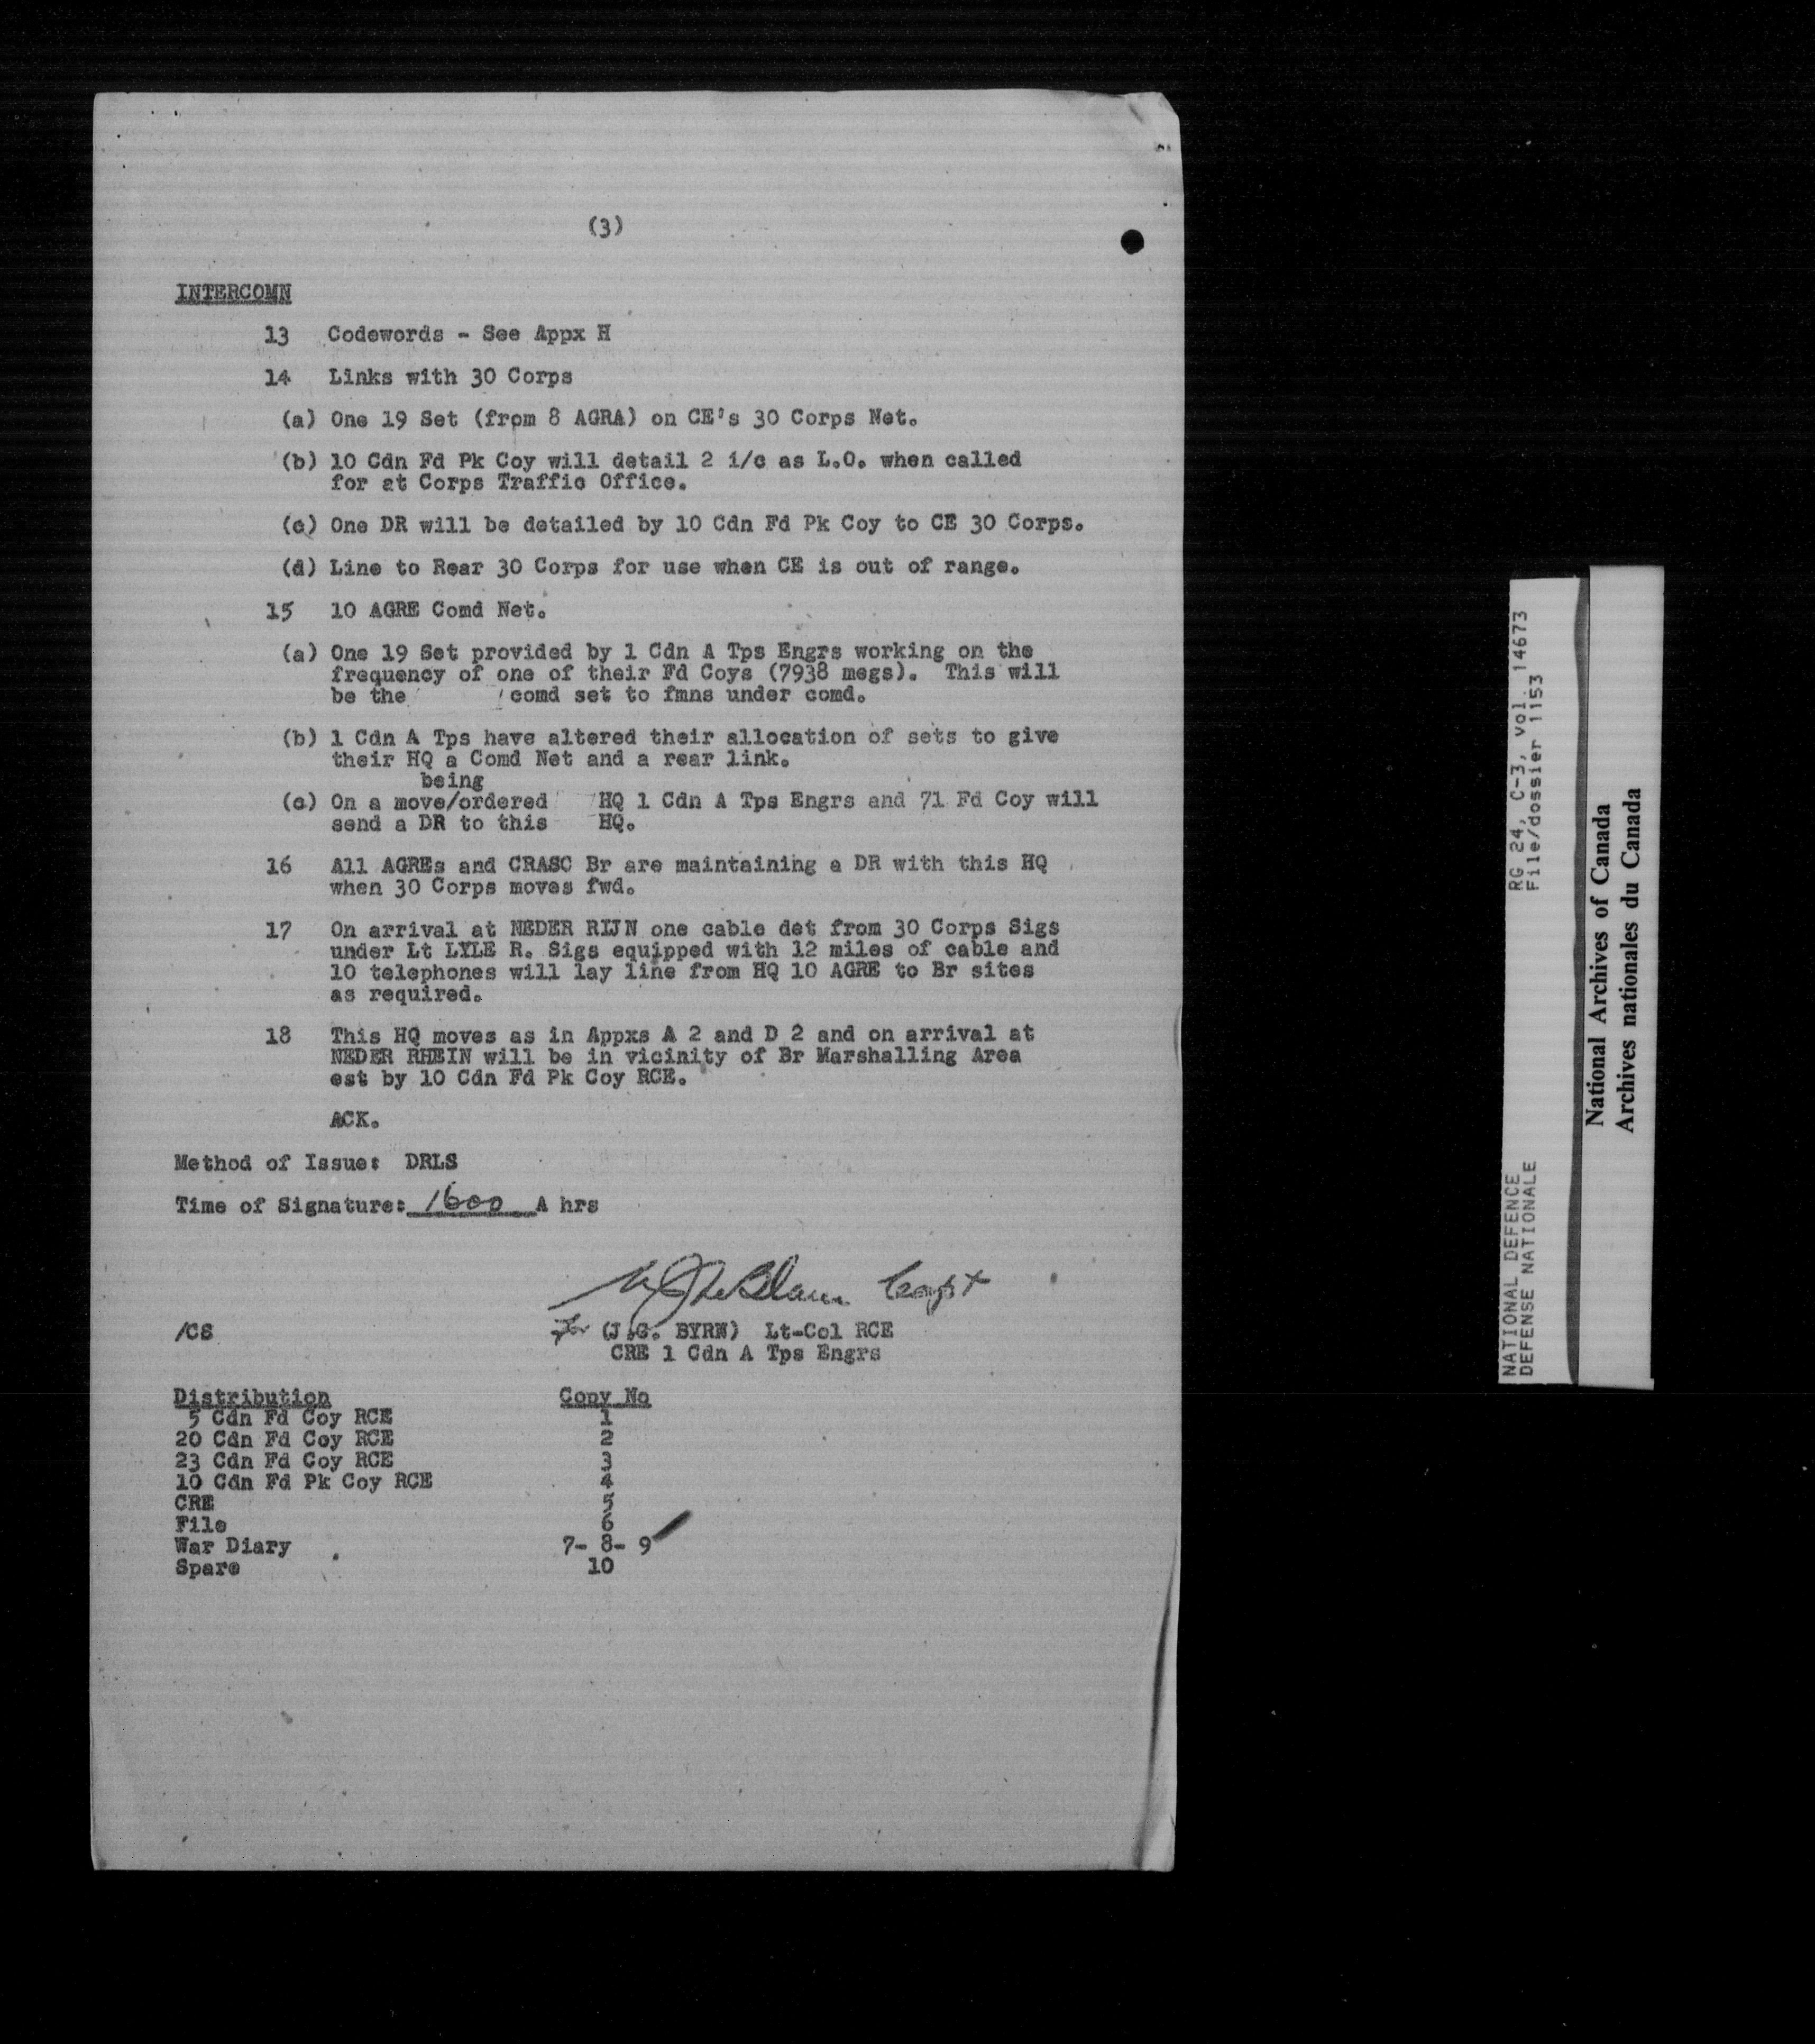 (3)
INTERCOMN
13 Codewords - See Appx H
14 Links with 30 Corps
(a) One 19 Set (from 8 AGRA) on CE's 30 Corps Net.
(b) 10 Cdn Fd Pk Coy will detail 2 i/c as L.O. when called
for at Corps Traffic Office.
(c) One DR will be detailed by 10 Cdn Fd Pk Coy to CE 30 Corps.
(d) Line to Rear 30 Corps for use when CE is out of range.
15 10 AGRE Comd Net.
(a) One 19 Set provided by 1 Cdn A Tps Engrs working on the
frequency of one of their Fd Coys (7938 megs). This will
be the comd set to fmns under comd.
(b) 1 Cdn A Tps have altered their allocation of sets to give
their HQ a Comd Net and a rear link.
being
(c) On a move/ordered HQ 1 Cdn A Tps Engrs and 71 Fd Coy will
send a DR to this HQ.
16 All AGREs and CRASC Br are maintaining a DR with this HQ
when 30 Corps moves fwd.
17 On arrival at NEDER RIJN one cable det from 30 Corps Sigs
under Lt LYLE R. Sigs equipped with 12 miles of cable and
10 telephones will lay line from HQ 10 AGRE to Br sites
as required.
18 This HQ moves as in Appxs A 2 and D 2 and on arrival at
NEDER RHEIN will be in vicinity of Br Marshalling Area
est by 10 Cdn Fd Pk Coy RCE.
ACK.
Method of Issue: DRLS
Time of Signature: 1600 A hrs
Capt
/CS for (J.G. BYRN) Lt-Col RCE
CRE 1 Cdn A Tps Engrs
Distribution Copy No
5 Cdn Fd Coy RCE 1
20 Cdn Fd Coy RCE 2
23 Cdn Fd Coy RCE 3
10 Cdn Fd Pk Coy RCE 4
CRE 5
File 6
War Diary 7- 8- 9
Spare 10
NATIONAL DEFENCE RG 24, C-3, vol. 14673
DEFENSE NATIONALE File/dossier 1153
National Archives of Canada
Archives nationales du Canada